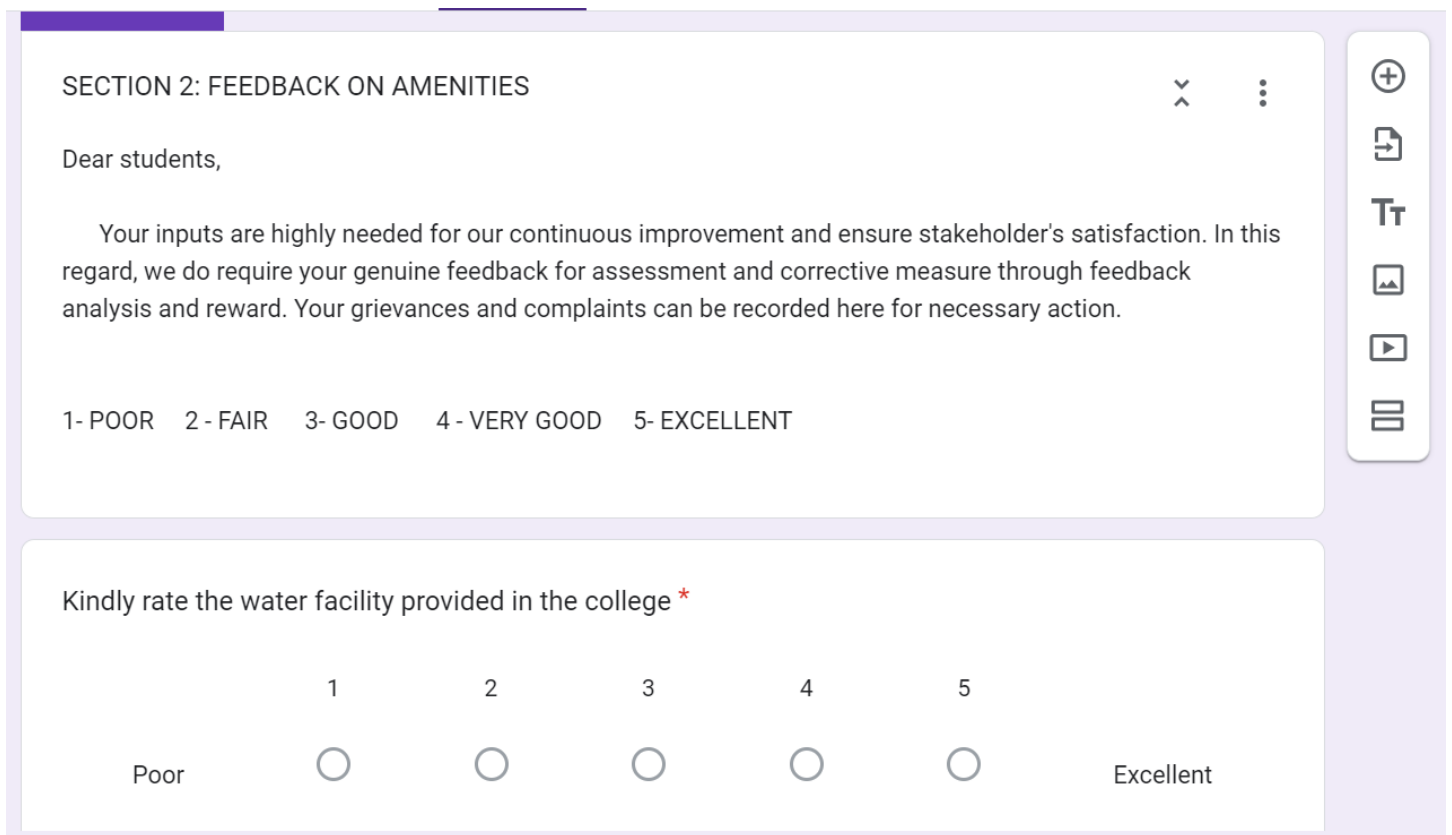 SECTION 2: FEEDBACK ON AMENITIES
Dear students,
Your inputs are highly needed for our continuous improvement and ensure stakeholder's satisfaction. In this
regard, we do require your genuine feedback for assessment and corrective measure through feedback
analysis and reward. Your grievances and complaints can be recorded here for necessary action.
1- POOR 2 - FAIR 3- GOOD 4 - VERY GOOD 5- EXCELLENT
Kindly rate the water facility provided in the college *
1 2 3 4 5
Poor Excellent